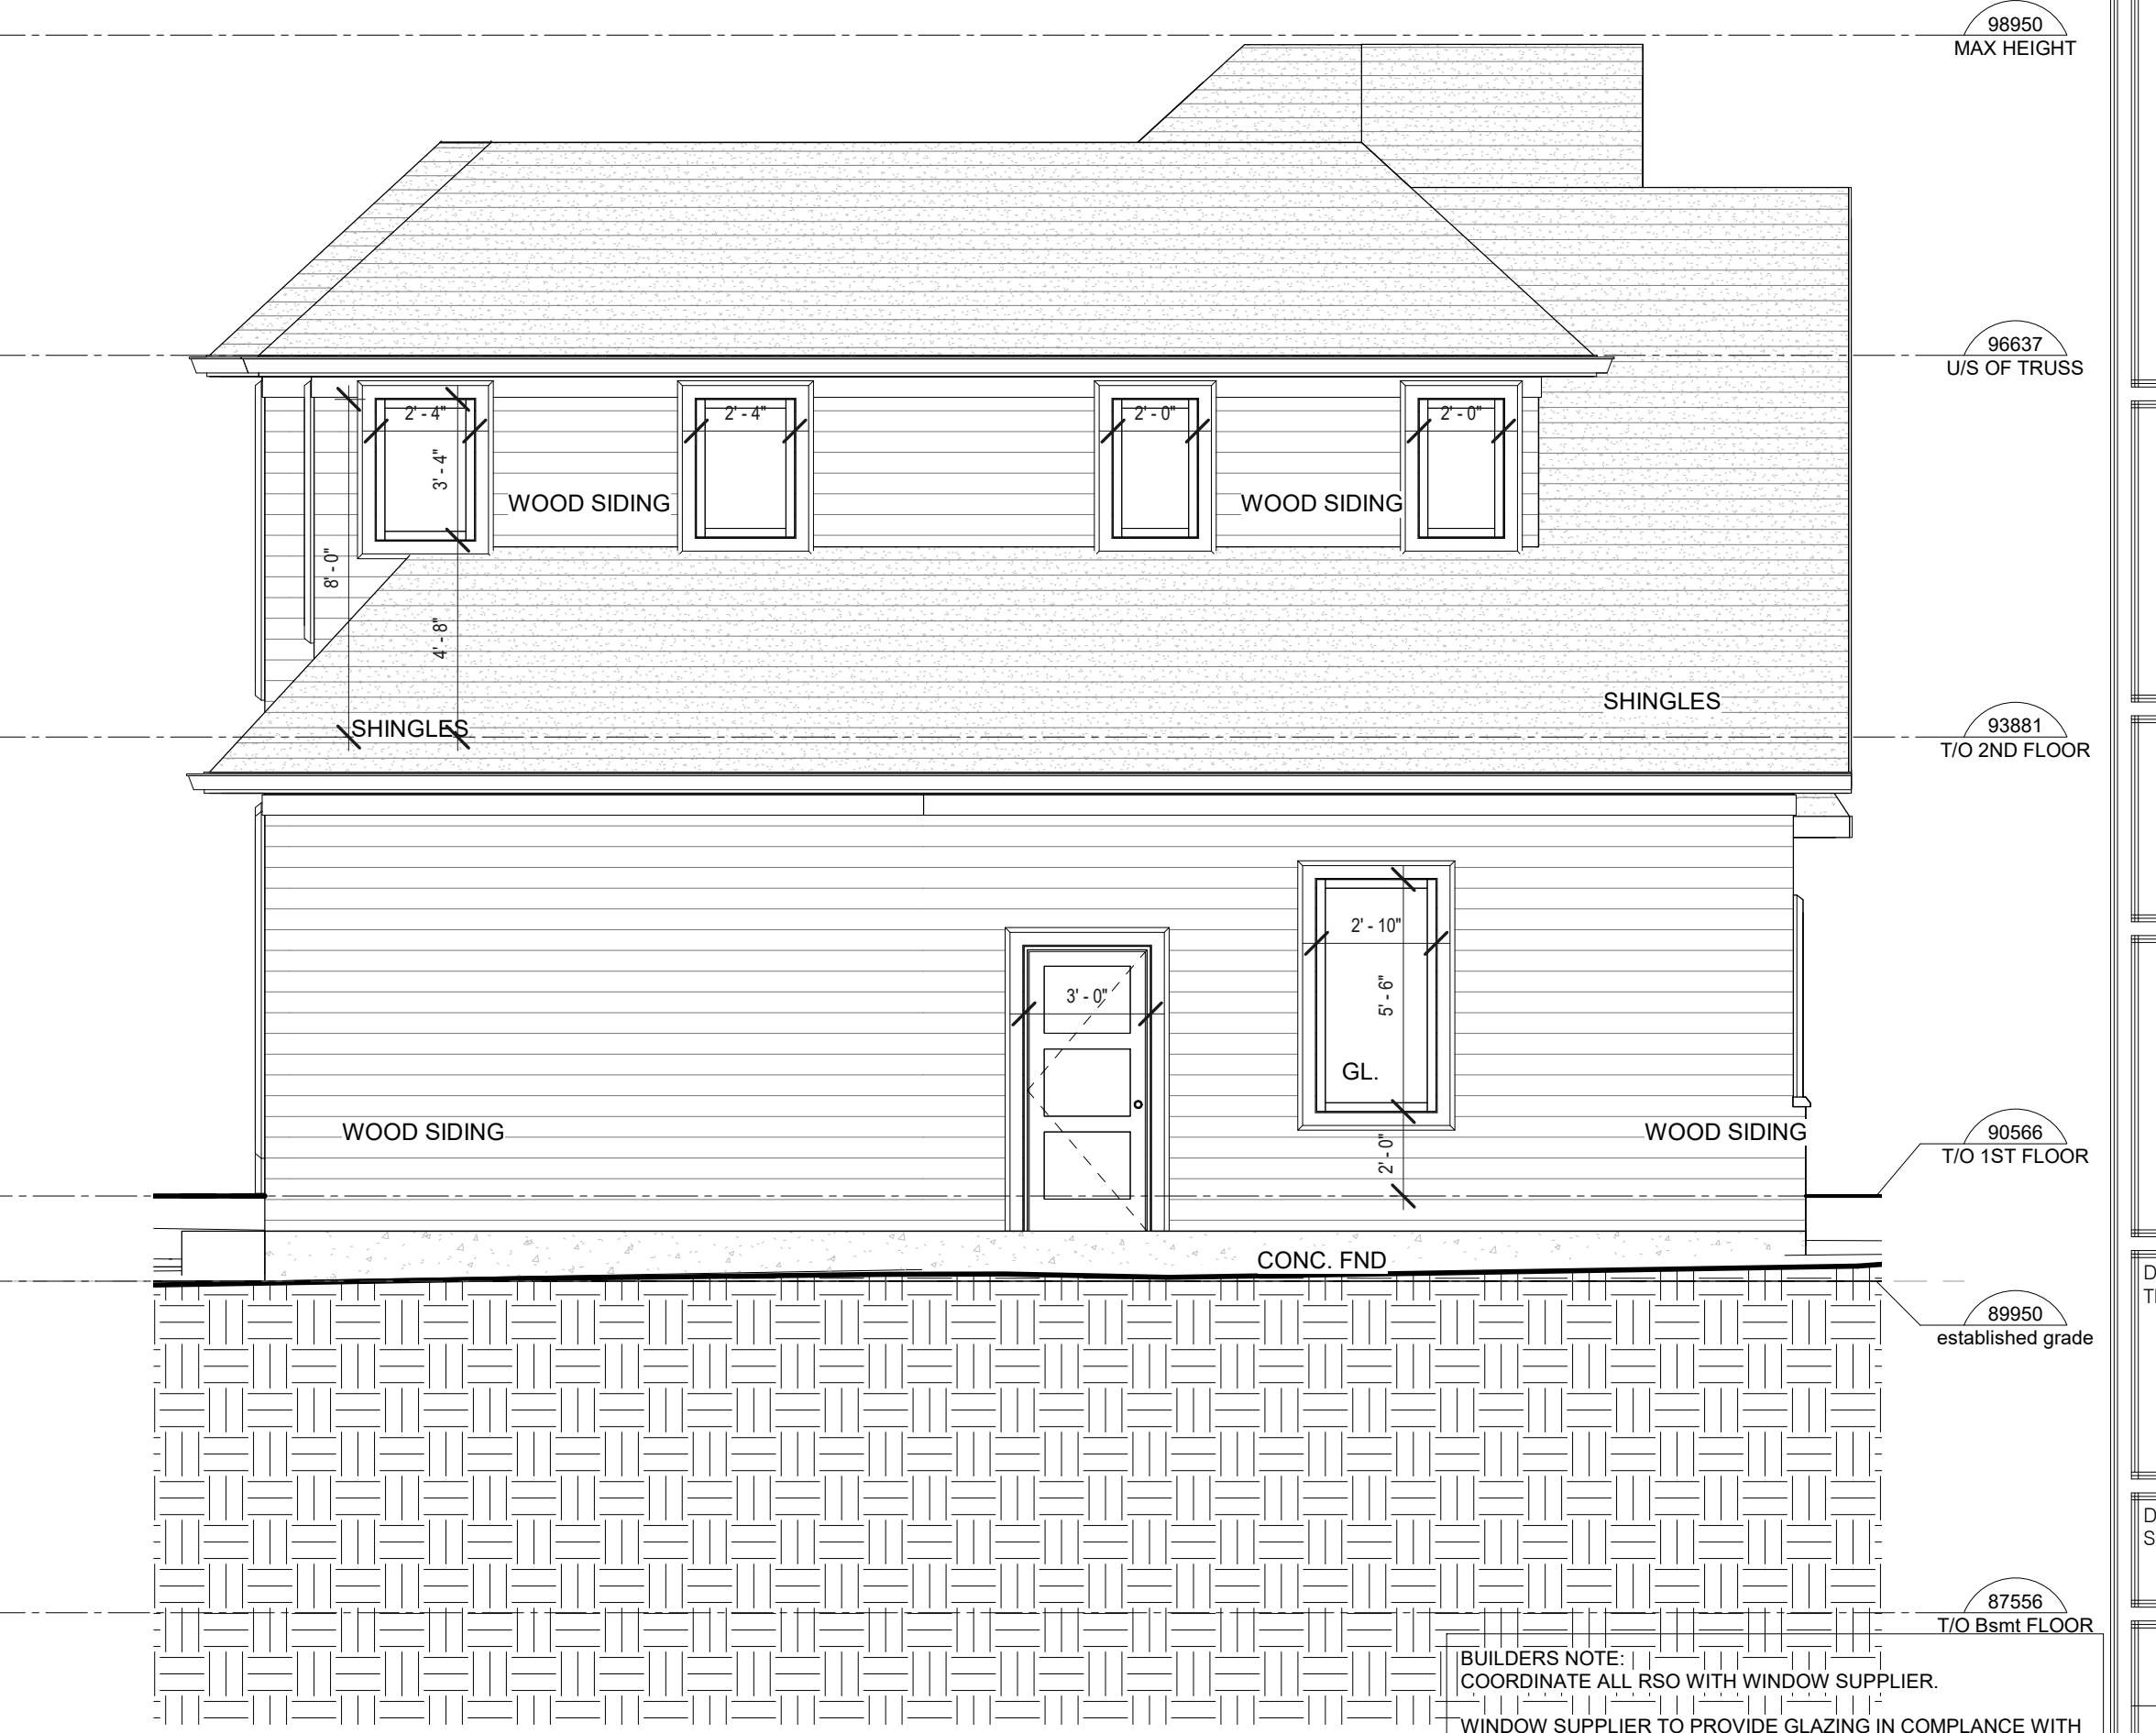 98950
MAX HEIGHT
96637
U/S OF TRUSS
2' - 4"
2' - 4"
2' - 0"
2' - 0"
3' - 4"
WOOD SIDING
WOOD SIDING
8' - 0"
4' - 8"
SHINGLES
SHINGLES
93881
T/O 2ND FLOOR
2' - 10"
3' - 0"
5' - 6"
GL.
WOOD SIDING
WOOD SIDING
2' - 0"
90566
T/O 1ST FLOOR
CONC. FND
89950
established grade
87556
T/O Bsmt FLOOR
BUILDERS NOTE:
COORDINATE ALL RSO WITH WINDOW SUPPLIER.
WINDOW SUPPLIER TO PROVIDE GLAZING IN COMPLANCE WITH